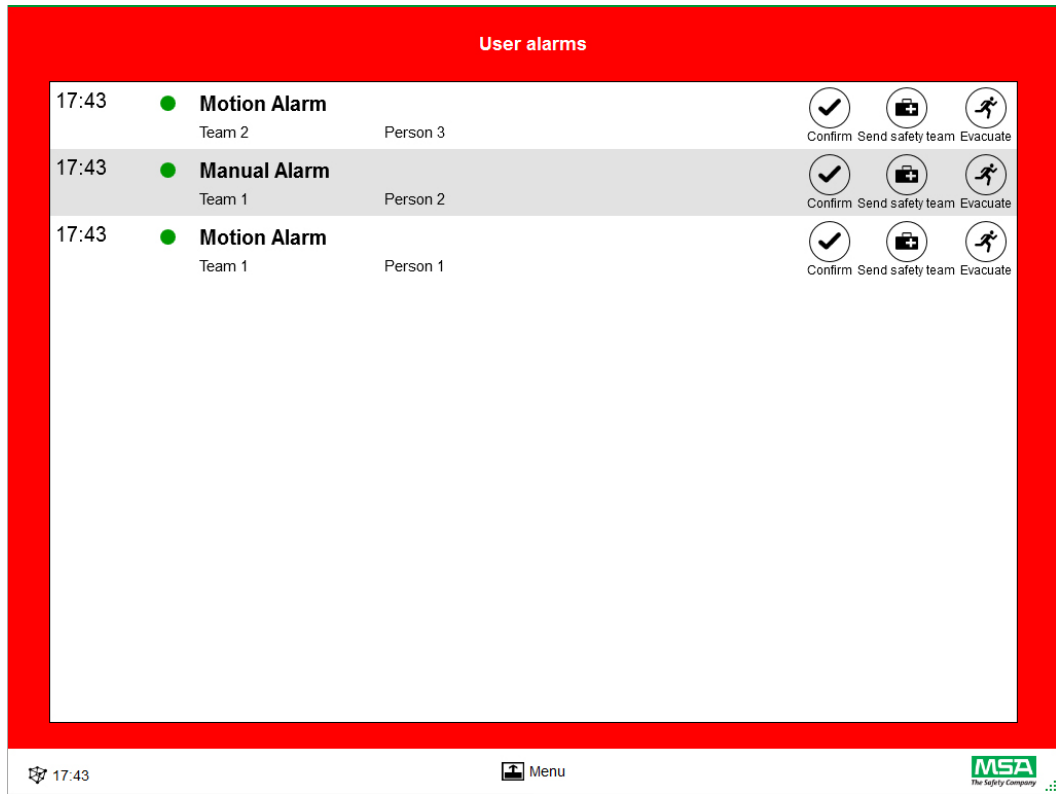 User alarms
17:43 Motion Alarm
Team 2 Person 3
Confirm Send safety team Evacuate
17:43 Manual Alarm
Team 1 Person 2
Confirm Send safety team Evacuate
17:43 Motion Alarm
Team 1 Person 1
Confirm Send safety team Evacuate
17:43 Menu MSA
The Safety Company